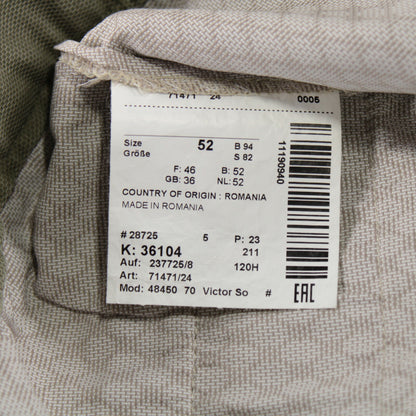 71471 24 0005
Size 52 B 94
Größe S 82
F: 46 B: 52
GB: 36 NL: 52
COUNTRY OF ORIGIN : ROMANIA
MADE IN ROMANIA
# 28725 5 P: 23
K: 36104 211
Auf: 237725/8 120H
Art: 71471/24
Mod: 48450 70 Victor So #
11190940
EAC